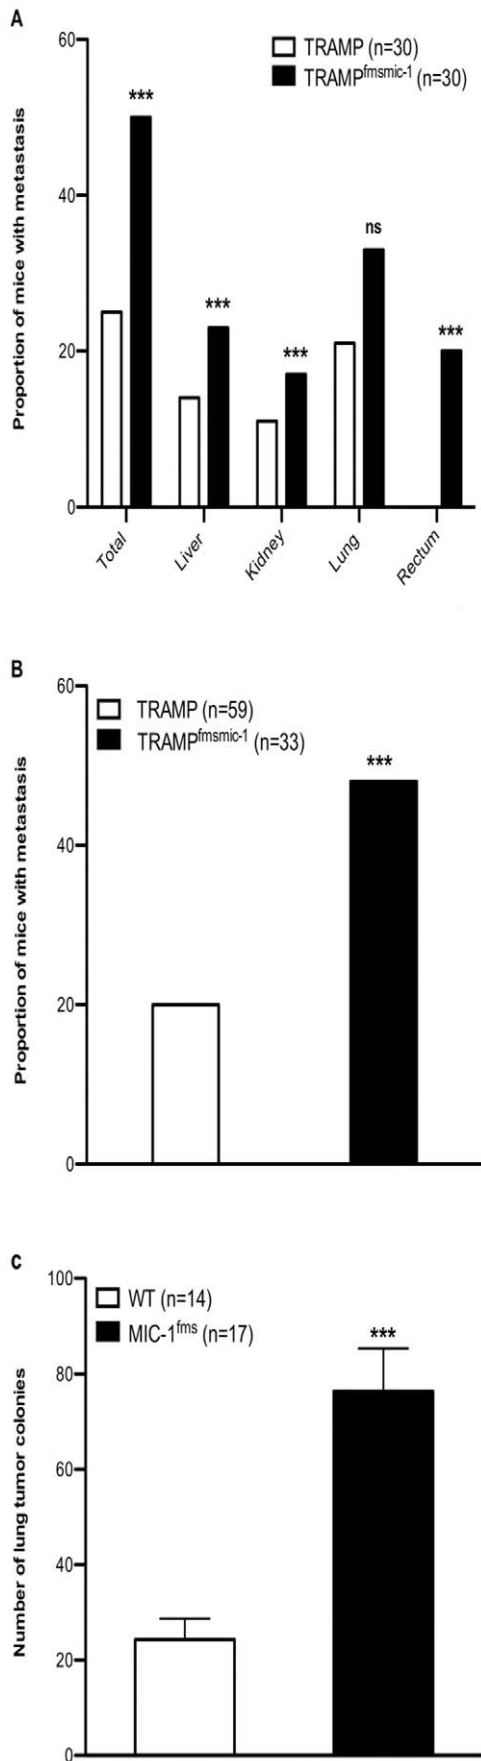 A
60
40
20
0
Proportion of mice with metastasis
TRAMP (n=30)
TRAMPfmsmic-1 (n=30)
***
***
***
ns
***
Total
Liver
Kidney
Lung
Rectum
B
60
40
20
0
Proportion of mice with metastasis
TRAMP (n=59)
TRAMPfmsmic-1 (n=33)
***
C
100
80
60
40
20
0
Number of lung tumor colonies
WT (n=14)
MIC-1fms (n=17)
***